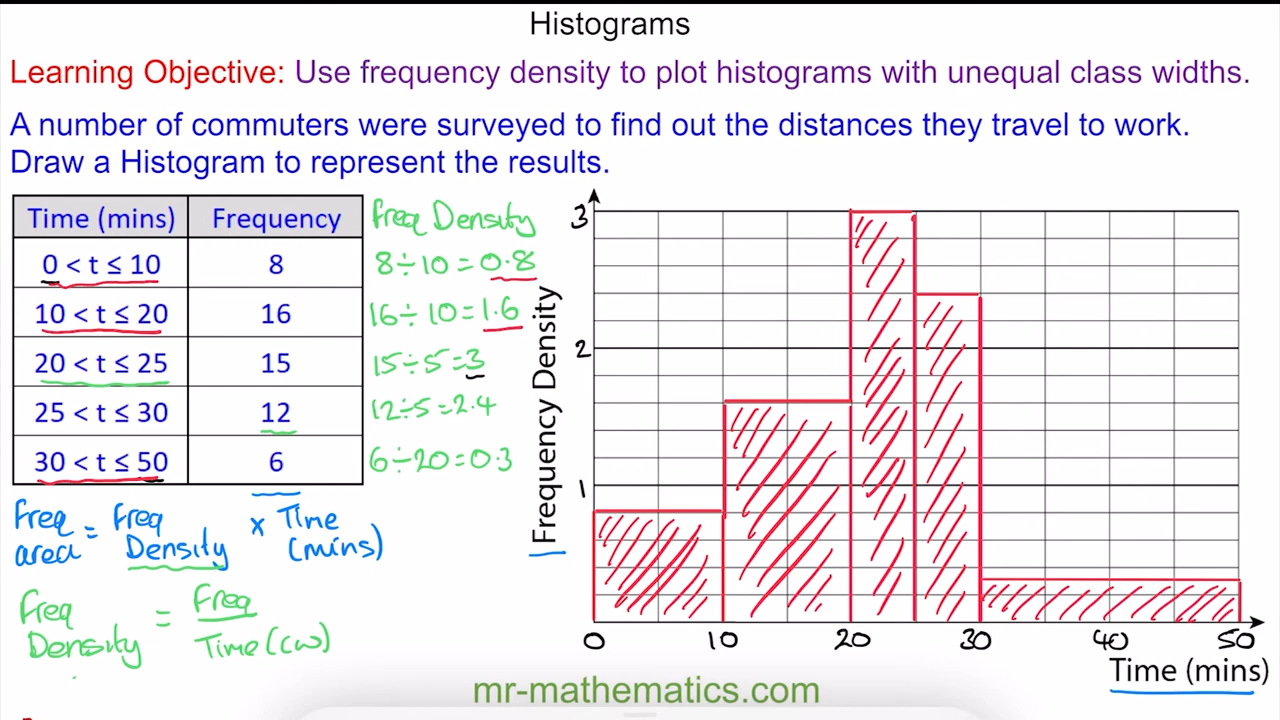 Histograms
Learning Objective: Use frequency density to plot histograms with unequal class widths.
A number of commuters were surveyed to find out the distances they travel to work.
Draw a Histogram to represent the results.
Time (mins) Frequency Freq Density
0 < t ≤ 10 8 8÷10=0.8
10 < t ≤ 20 16 16÷10=1.6
20 < t ≤ 25 15 15÷5=3
25 < t ≤ 30 12 12÷5=2.4
30 < t ≤ 50 6 6÷20=0.3
Freq area = Freq Density × Time (mins)
Freq Density = Freq / Time (cw)
3
2
1
Frequency Density
0 10 20 30 40 50
Time (mins)
mr-mathematics.com